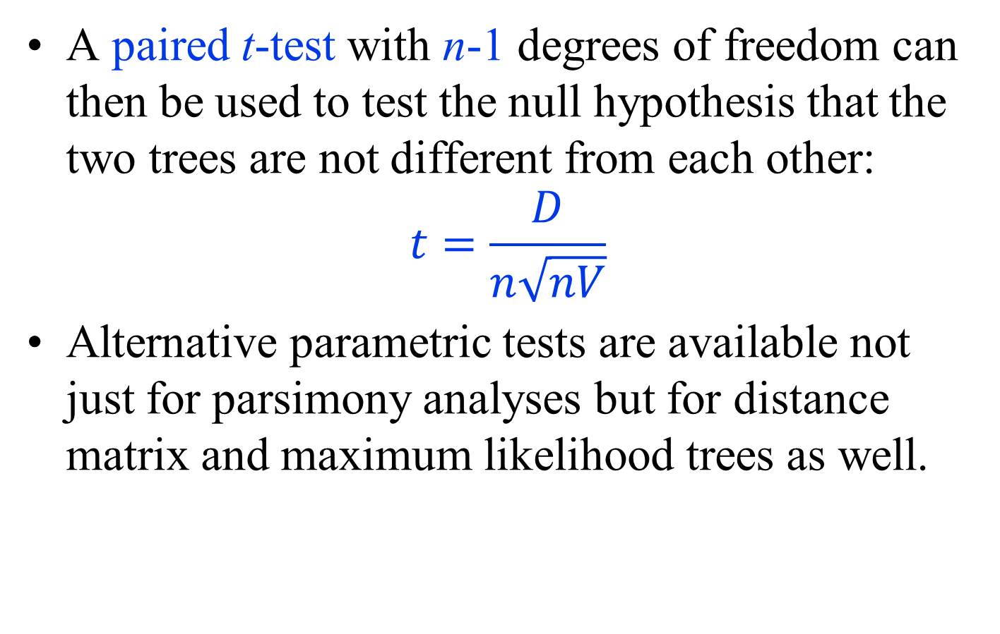 • A paired t-test with n-1 degrees of freedom can
then be used to test the null hypothesis that the
two trees are not different from each other:
t = D / n√nV
• Alternative parametric tests are available not
just for parsimony analyses but for distance
matrix and maximum likelihood trees as well.